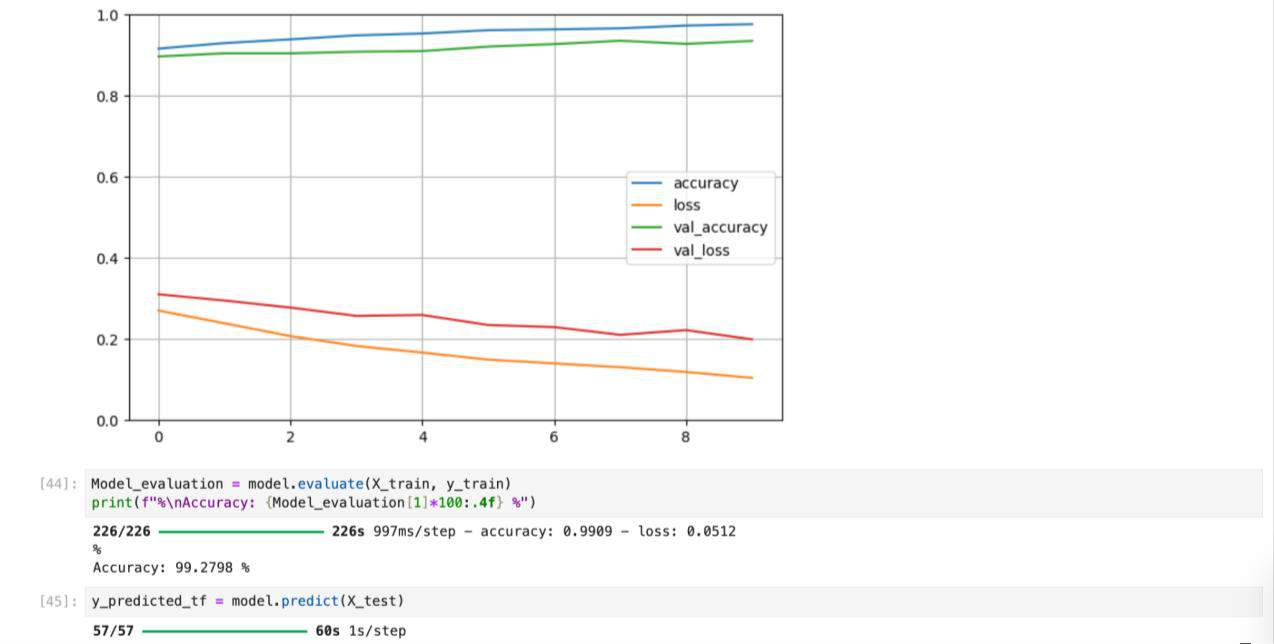 1.0
0.8
0.6
0.4
0.2
0.0
0 2 4 6 8
accuracy
loss
val_accuracy
val_loss
[44]: Model_evaluation = model.evaluate(X_train, y_train)
print(f"%\nAccuracy: {Model_evaluation[1]*100:.4f} %")
226/226 226s 997ms/step - accuracy: 0.9909 - loss: 0.0512
%
Accuracy: 99.2798 %
[45]: y_predicted_tf = model.predict(X_test)
57/57 60s 1s/step